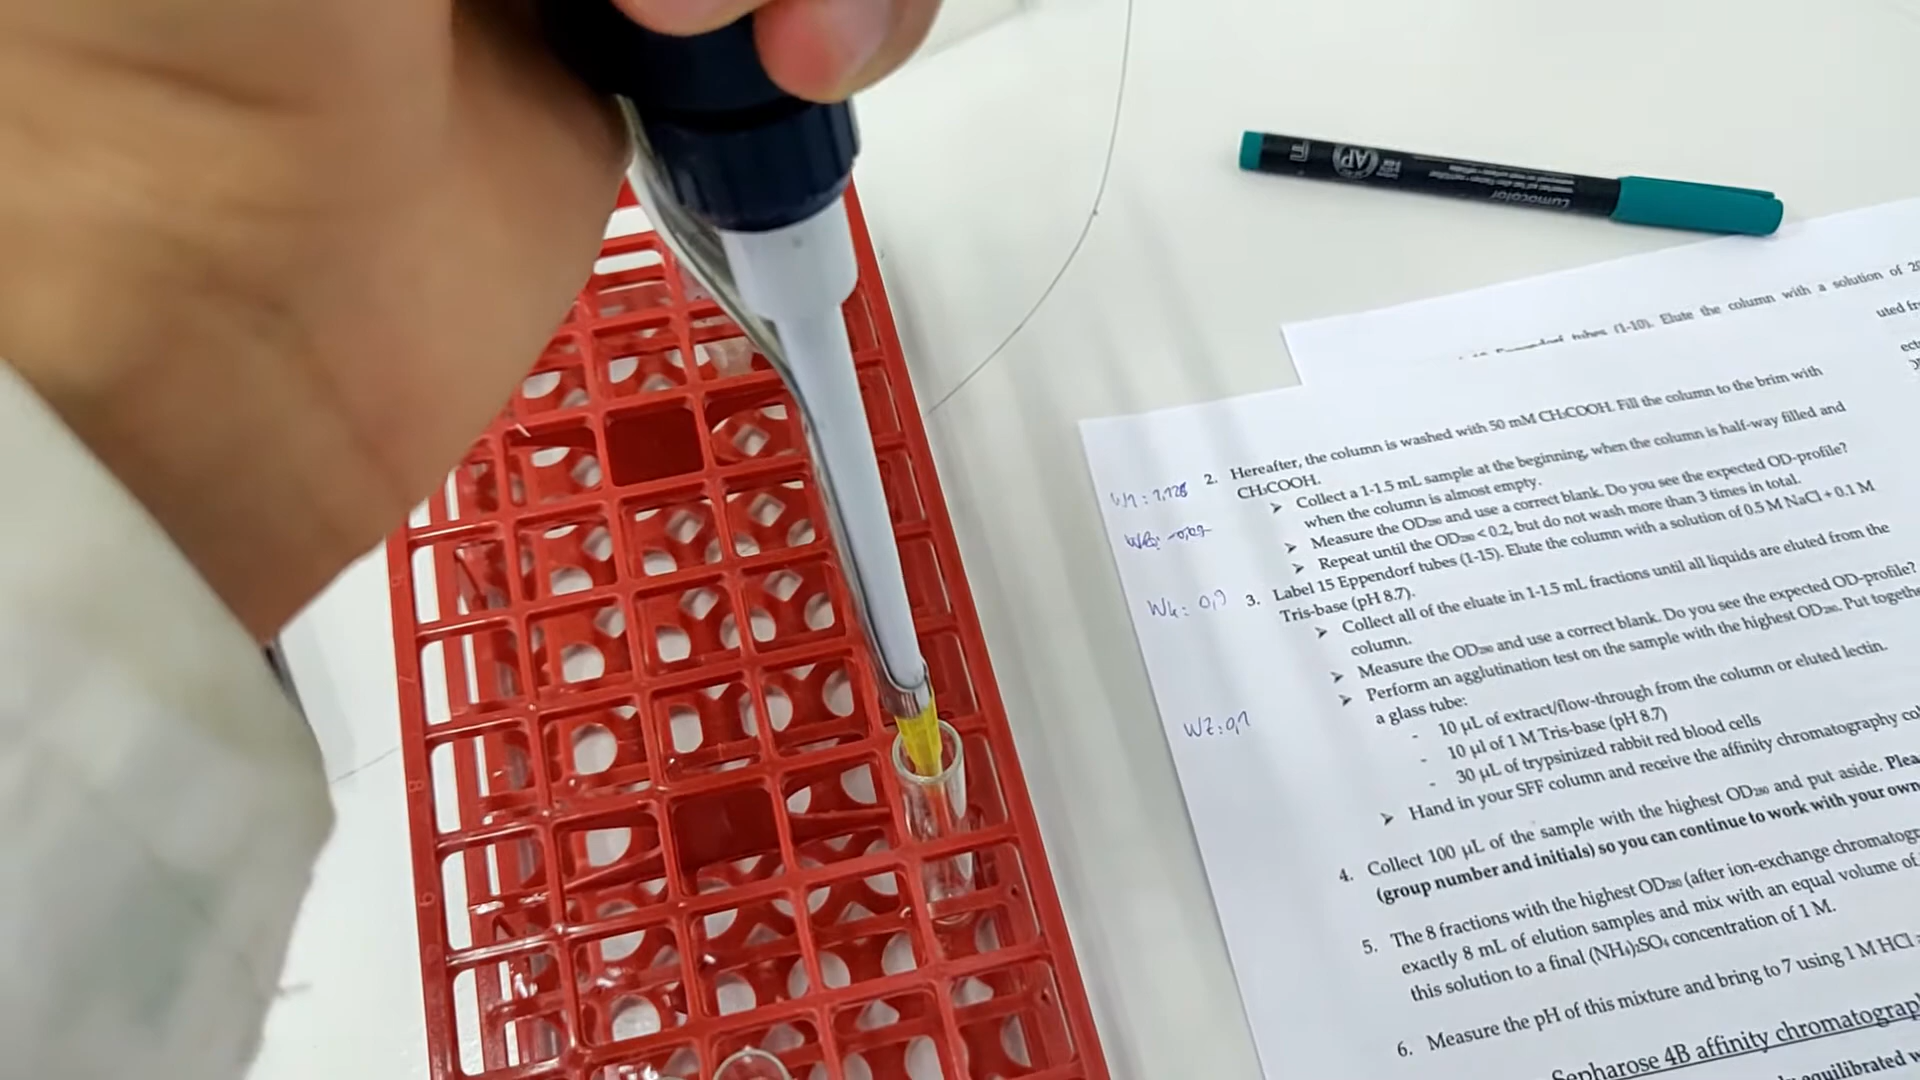 Lumocolor
AP
F
tubes (1-10). Elute the column with a solution of
W1: 1,128
W4: 0,9
WZ: 0,1
2. Hereafter, the column is washed with 50 mM CH₃COOH. Fill the column to the brim with
CH₃COOH.
➤ Collect a 1-1.5 mL sample at the beginning, when the column is half-way filled and
when the column is almost empty.
➤ Measure the OD₂₈₀ and use a correct blank. Do you see the expected OD-profile?
➤ Repeat until the OD₂₈₀ < 0.2, but do not wash more than 3 times in total.
3. Label 15 Eppendorf tubes (1-15). Elute the column with a solution of 0.5 M NaCl + 0.1 M
Tris-base (pH 8.7).
➤ Collect all of the eluate in 1-1.5 mL fractions until all liquids are eluted from the
column.
➤ Measure the OD₂₈₀ and use a correct blank. Do you see the expected OD-profile?
➤ Perform an agglutination test on the sample with the highest OD₂₈₀. Put togethe
a glass tube:
- 10 µL of extract/flow-through from the column or eluted lectin.
- 10 µl of 1 M Tris-base (pH 8.7)
- 30 µL of trypsinized rabbit red blood cells
➤ Hand in your SFF column and receive the affinity chromatography col
4. Collect 100 µL of the sample with the highest OD₂₈₀ and put aside. Plea
(group number and initials) so you can continue to work with your own
5. The 8 fractions with the highest OD₂₈₀ (after ion-exchange chromatogr
exactly 8 mL of elution samples and mix with an equal volume of
this solution to a final (NH₄)₂SO₄ concentration of 1 M.
6. Measure the pH of this mixture and bring to 7 using 1 M HCl
Sepharose 4B affinity chromatograp
equilibrated w